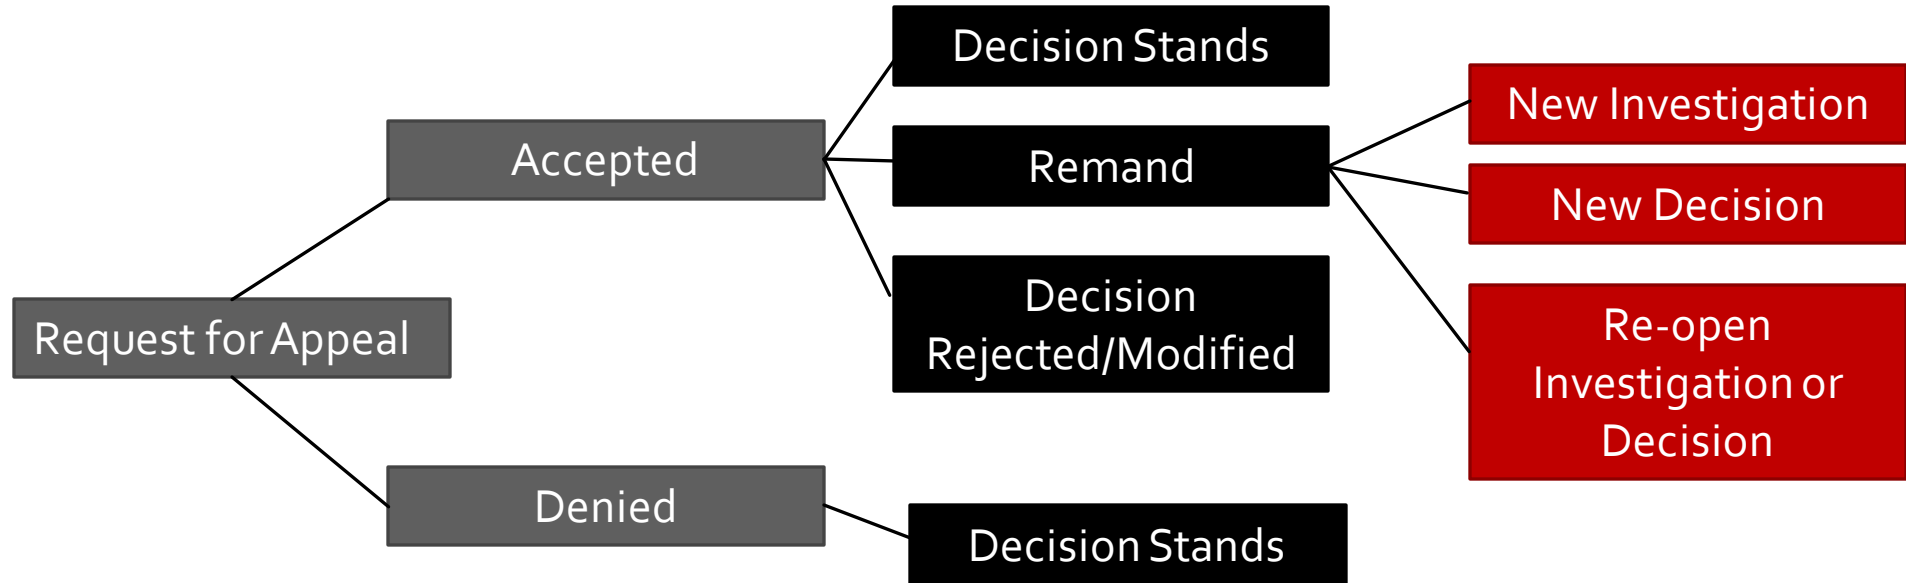 Decision Stands
New Investigation
Accepted
Remand
New Decision
Decision
Rejected/Modified
Request for Appeal
Re-open
Investigation or
Decision
Denied
Decision Stands